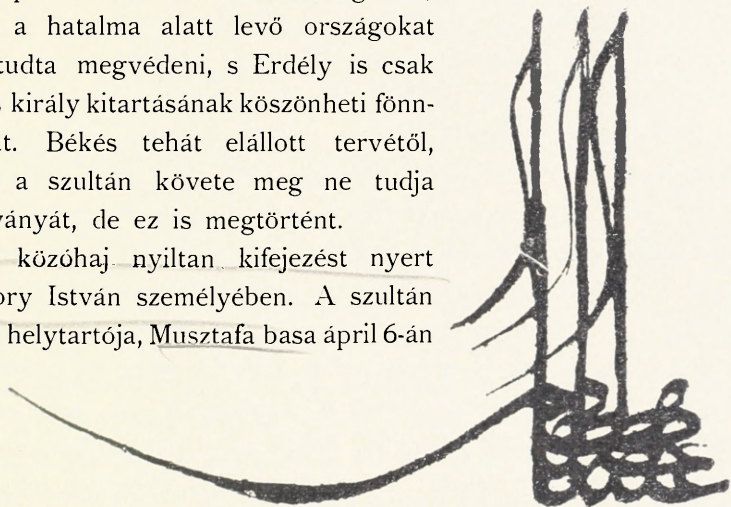 a hatalma alatt levő országokat
tudta megvédeni, s Erdély is csak
király kitartásának köszönheti fönn-
Békés tehát elállott tervétől,
a szultán követe meg ne tudja
de ez is megtörtént.
közóhaj nyiltan kifejezést nyert
István személyében. A szultán
helytartója, Musztafa basa ápril 6-án